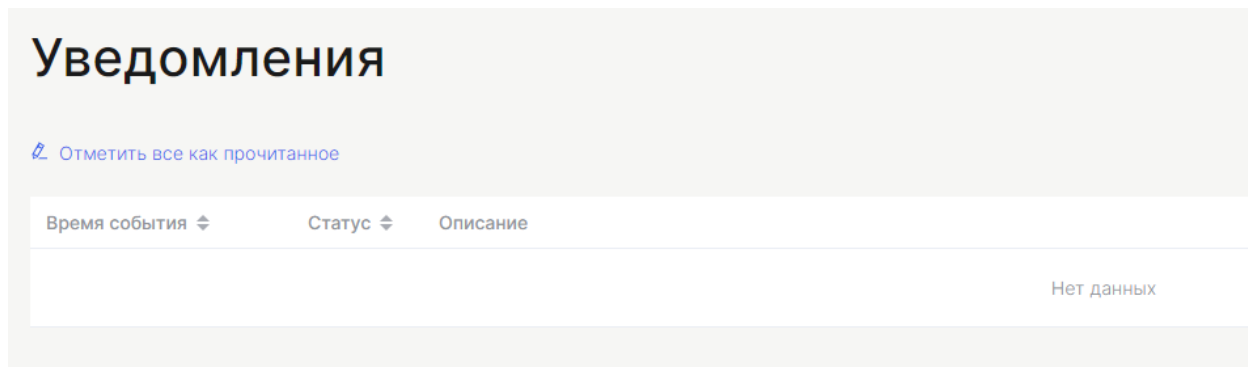 Уведомления
Отметить все как прочитанное
Время события Статус Описание
Нет данных